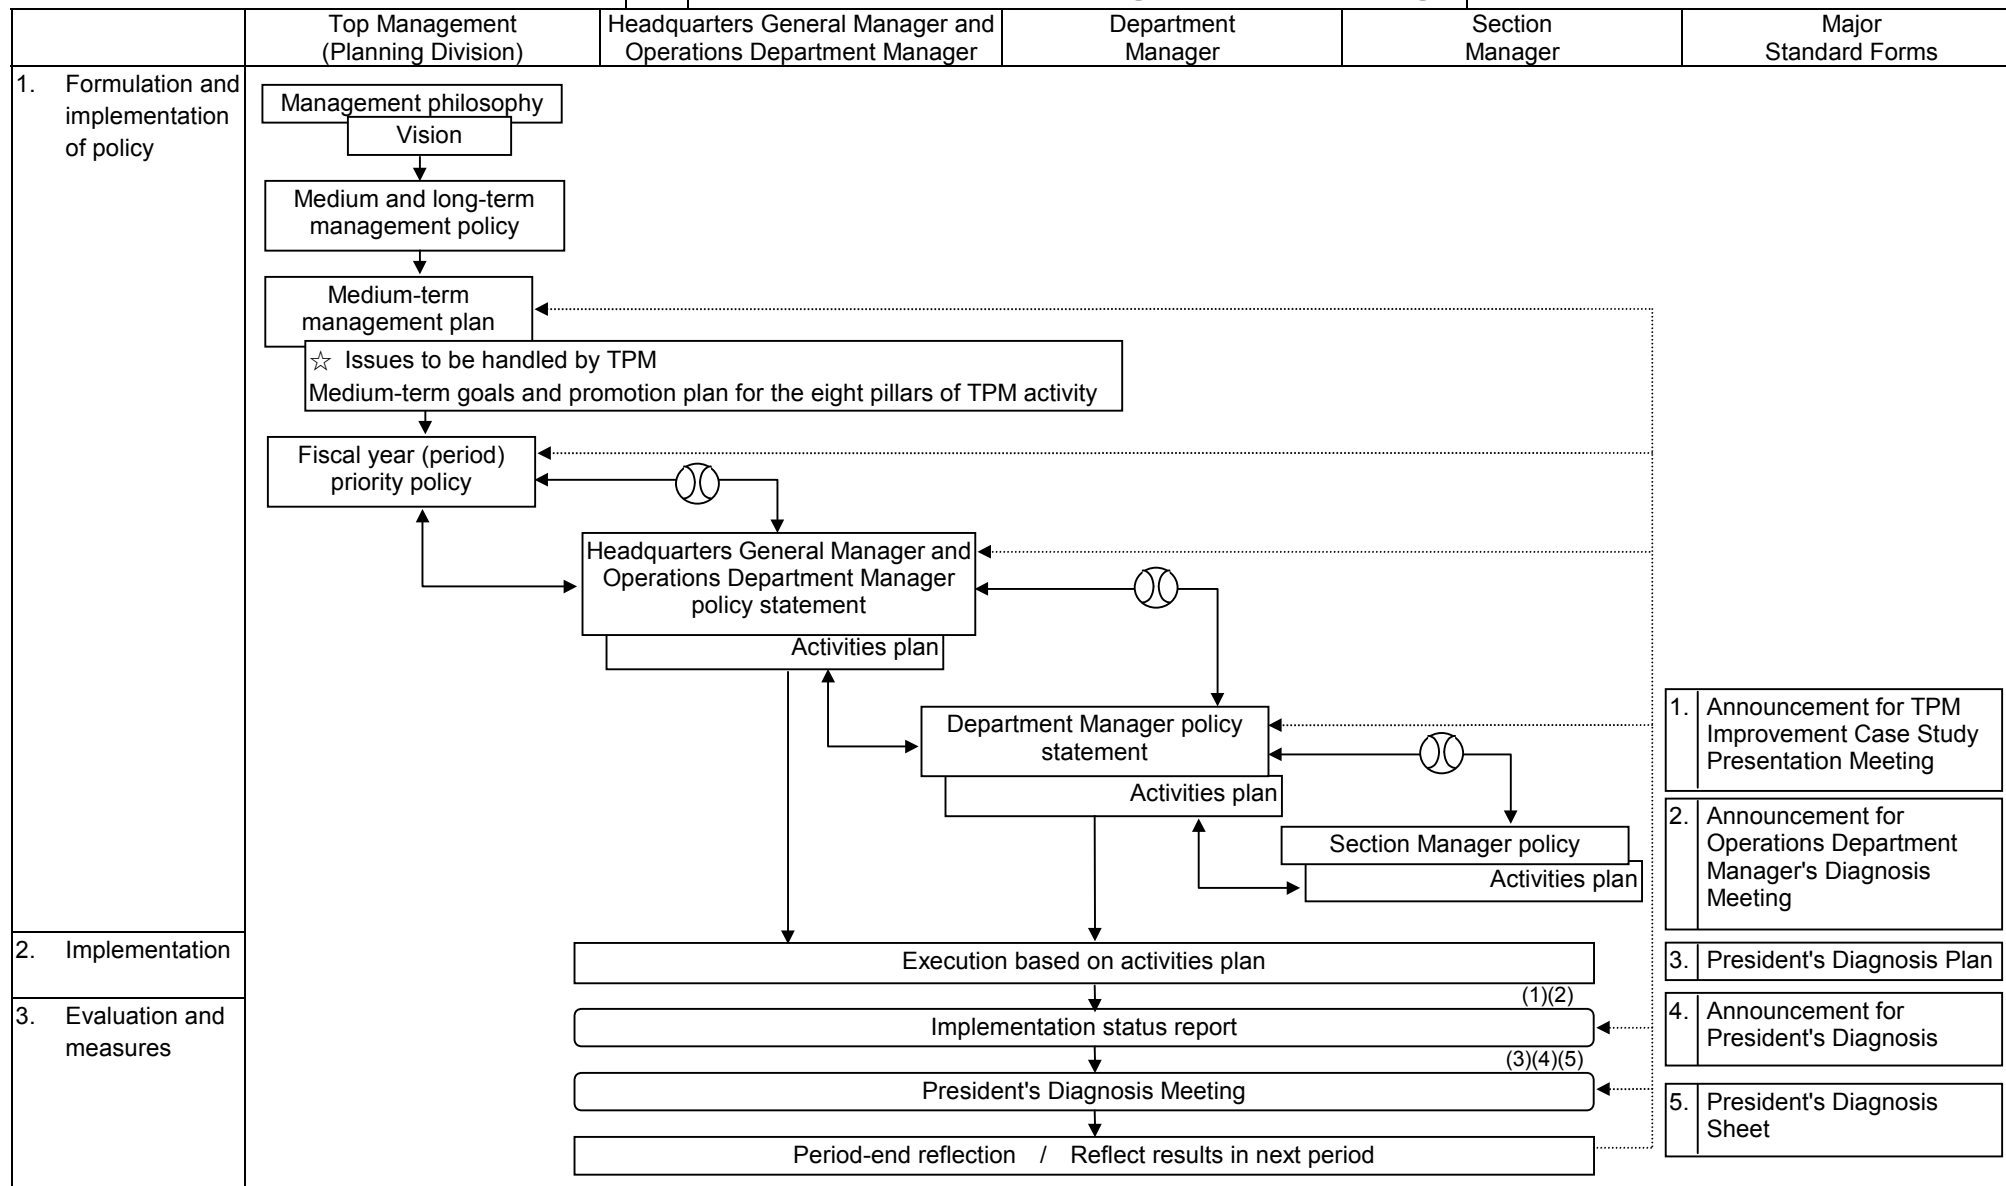 Top Management
(Planning Division)
Headquarters General Manager and
Operations Department Manager
Department
Manager
Section
Manager
Major
Standard Forms
1. Formulation and
implementation
of policy
Management philosophy
Vision
Medium and long-term
management policy
Medium-term
management plan
☆ Issues to be handled by TPM
Medium-term goals and promotion plan for the eight pillars of TPM activity
Fiscal year (period)
priority policy
Headquarters General Manager and
Operations Department Manager
policy statement
Activities plan
Department Manager policy
statement
Activities plan
Section Manager policy
Activities plan
1. Announcement for TPM
Improvement Case Study
Presentation Meeting
2. Announcement for
Operations Department
Manager's Diagnosis
Meeting
2. Implementation
Execution based on activities plan
3. President's Diagnosis Plan
3. Evaluation and
measures
(1)(2)
Implementation status report
4. Announcement for
President's Diagnosis
(3)(4)(5)
President's Diagnosis Meeting
5. President's Diagnosis
Sheet
Period-end reflection / Reflect results in next period